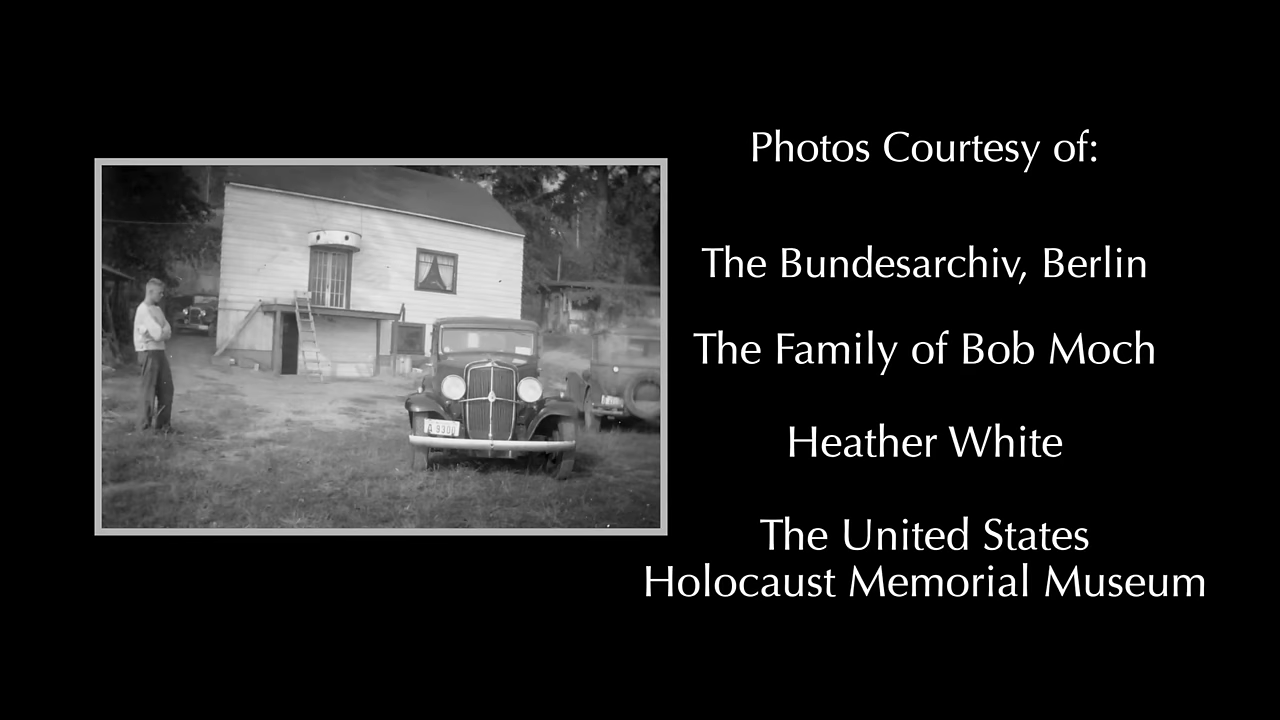 Photos Courtesy of:
The Bundesarchiv, Berlin
The Family of Bob Moch
Heather White
The United States
Holocaust Memorial Museum